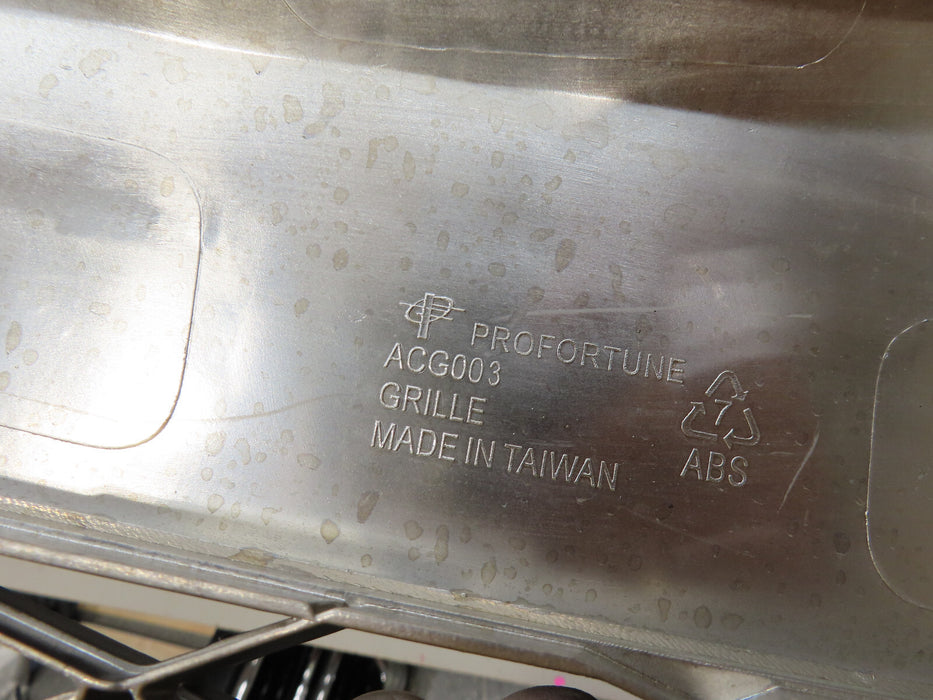 PROFORTUNE
ACG003
GRILLE
MADE IN TAIWAN
7
ABS